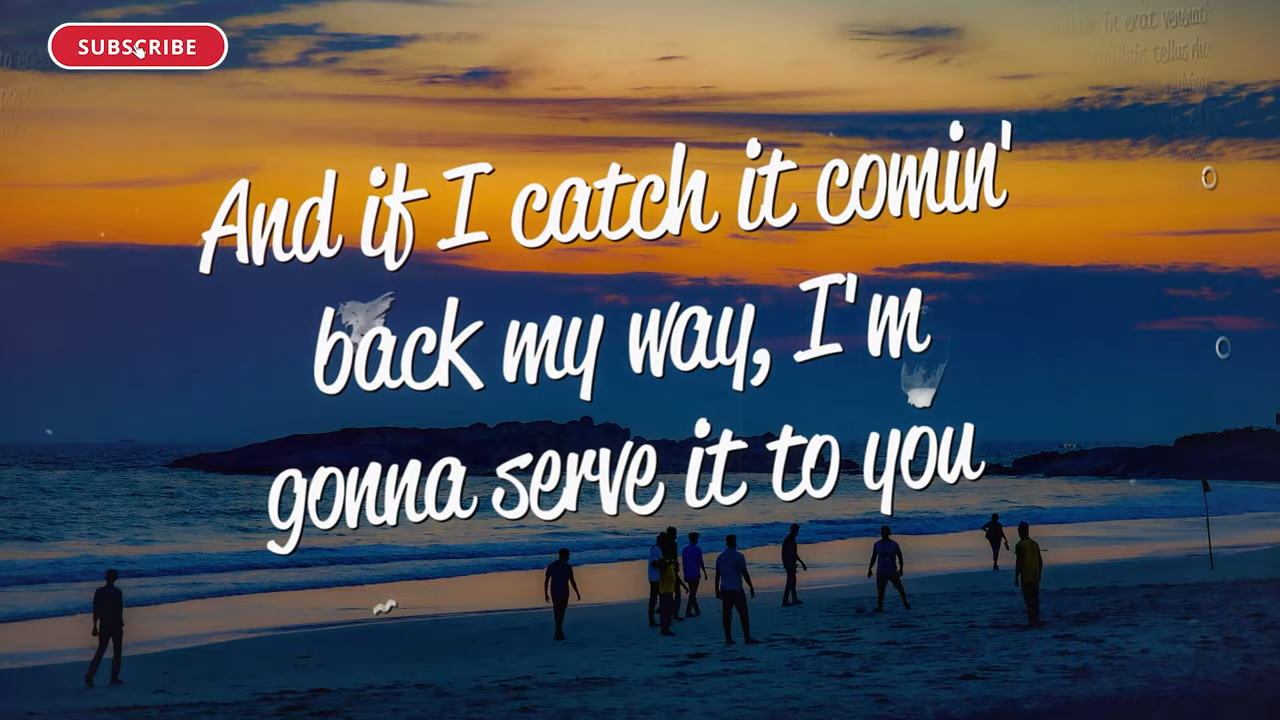 SUBSCRIBE
And if I catch it comin'
back my way, I'm
gonna serve it to you